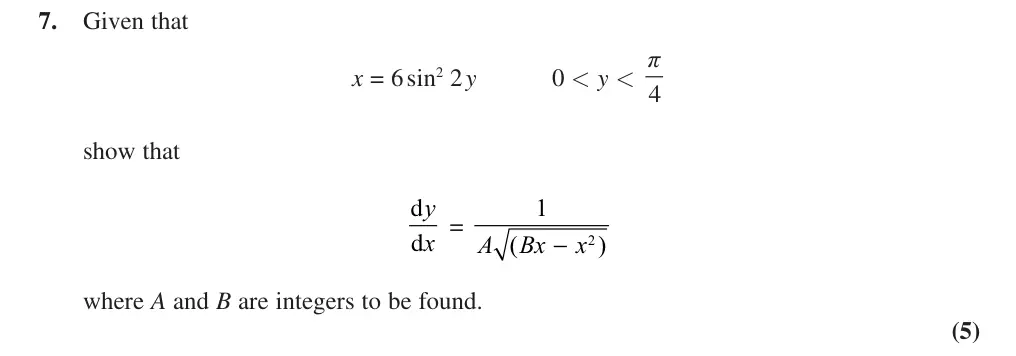 7. Given that
x = 6 sin² 2y 0 < y < π/4
show that
dy/dx = 1/(A√(Bx − x²))
where A and B are integers to be found.
(5)